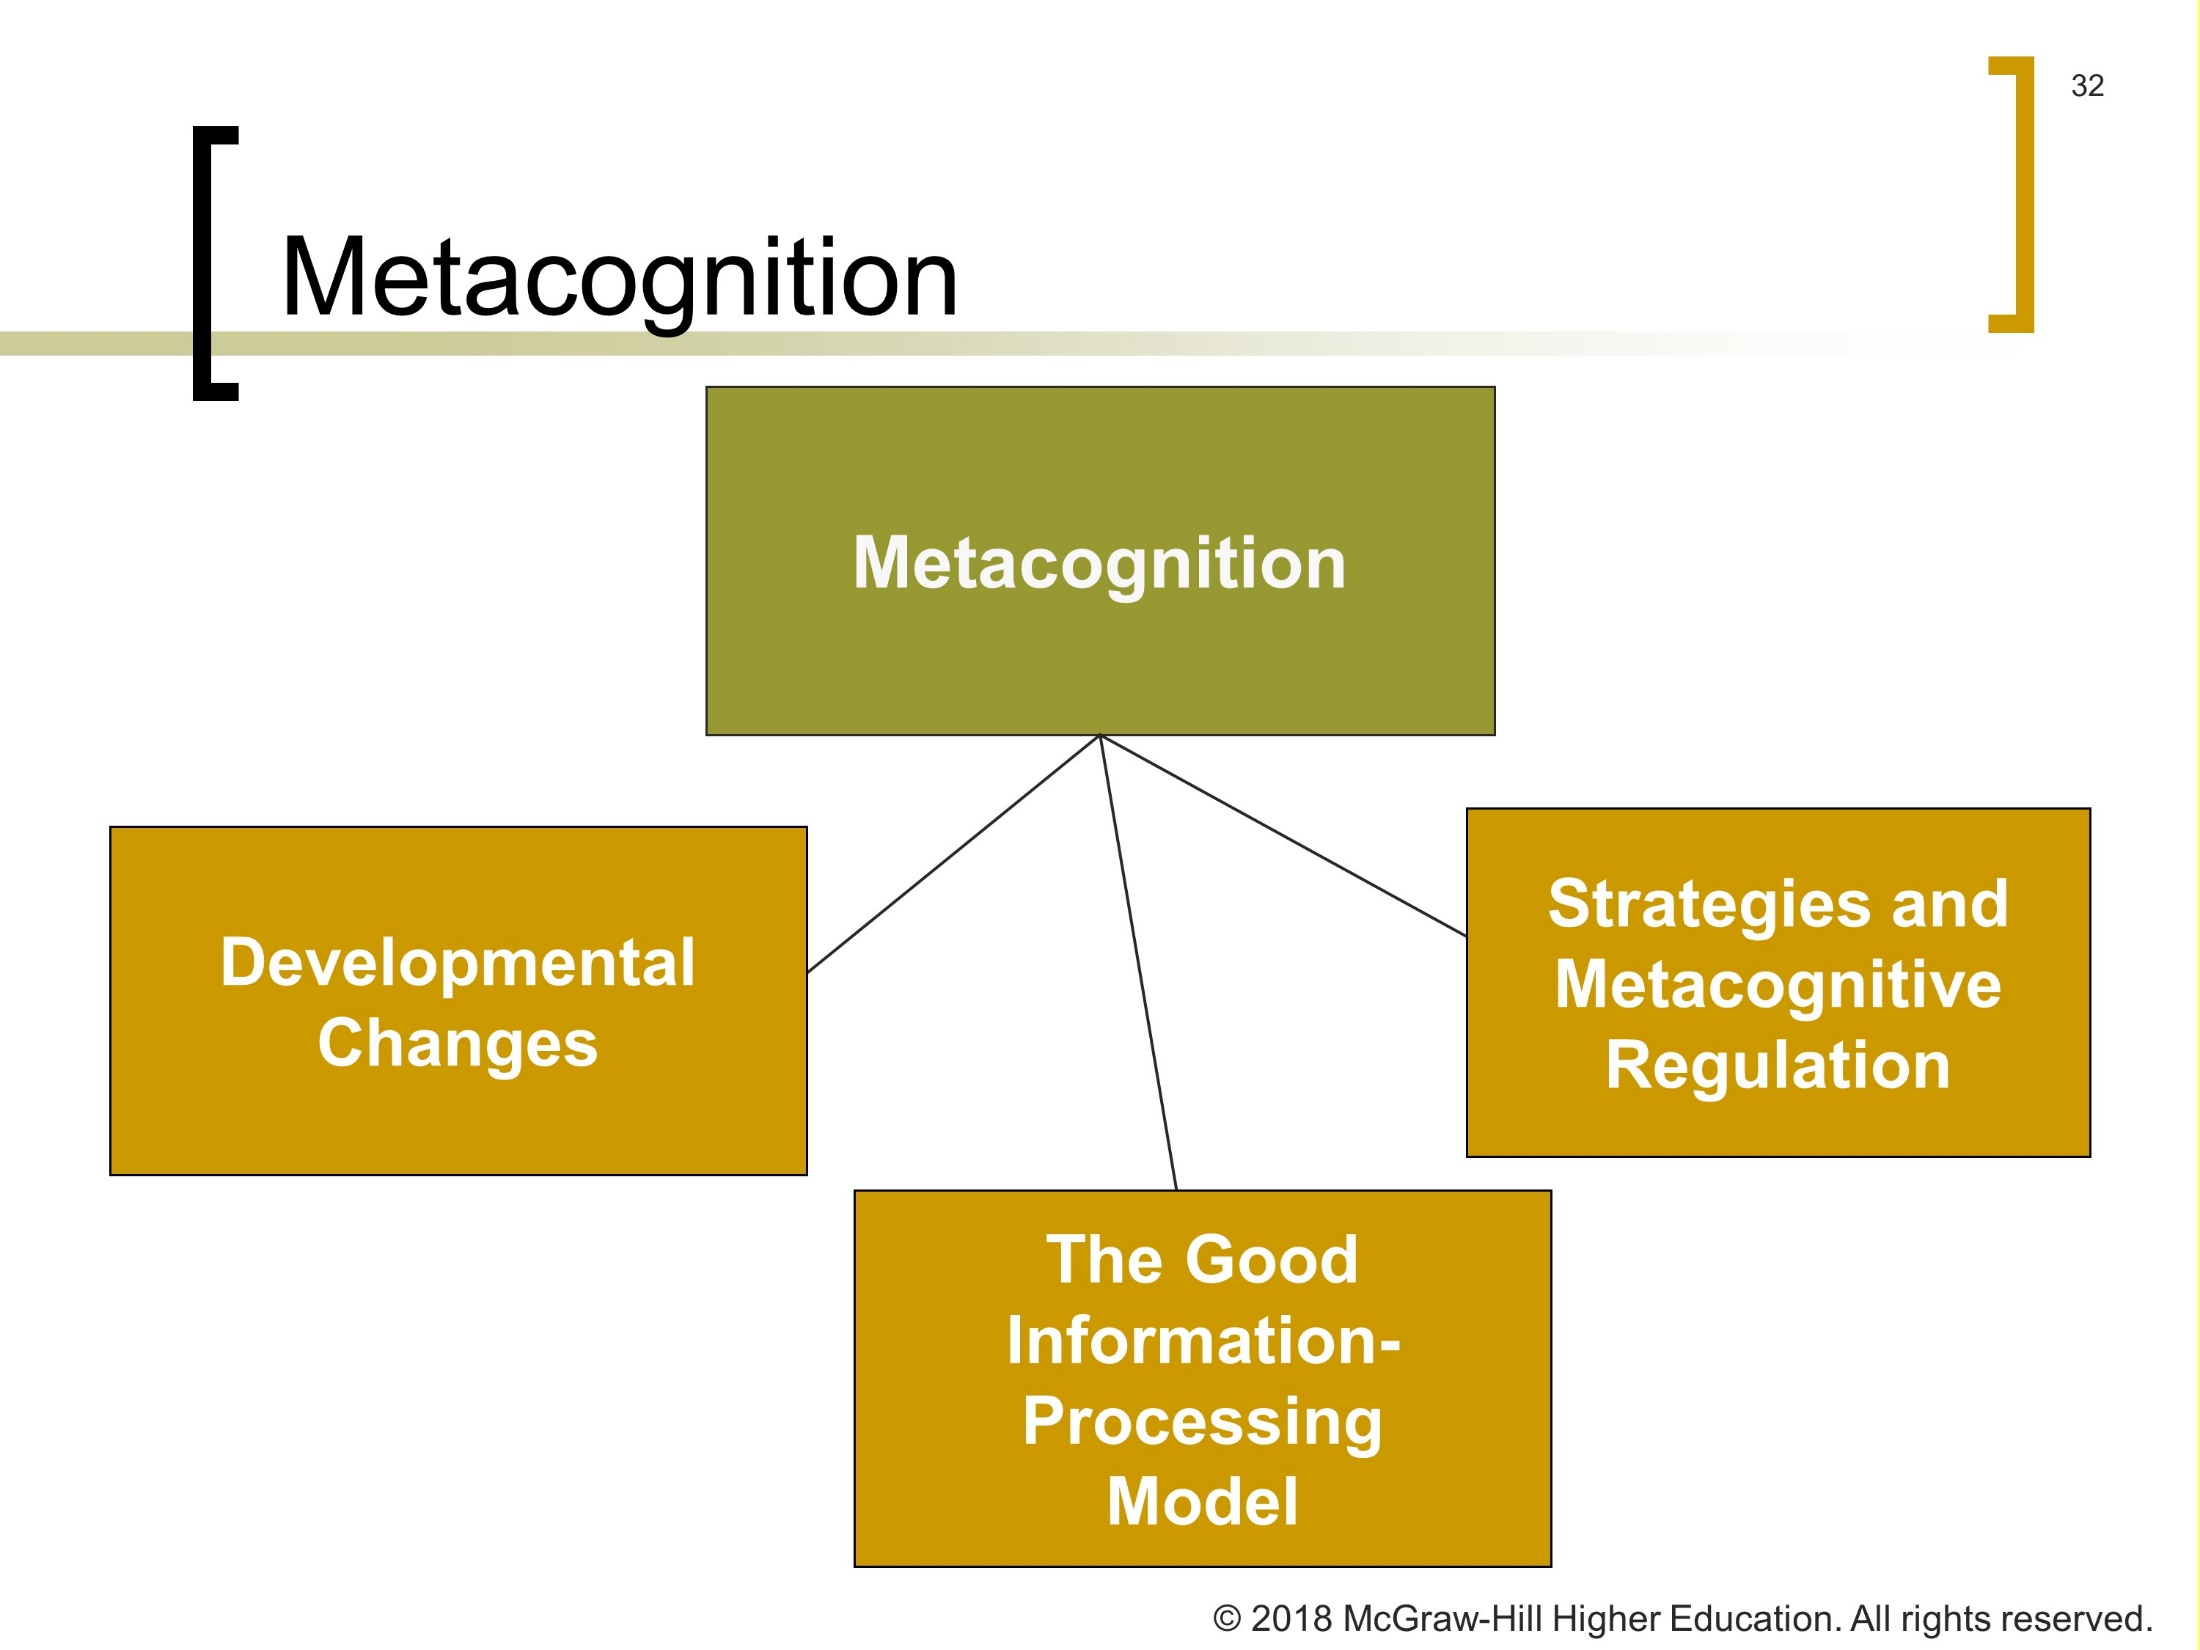 32
Metacognition
Metacognition
Developmental
Changes
Strategies and
Metacognitive
Regulation
The Good
Information-
Processing
Model
© 2018 McGraw-Hill Higher Education. All rights reserved.